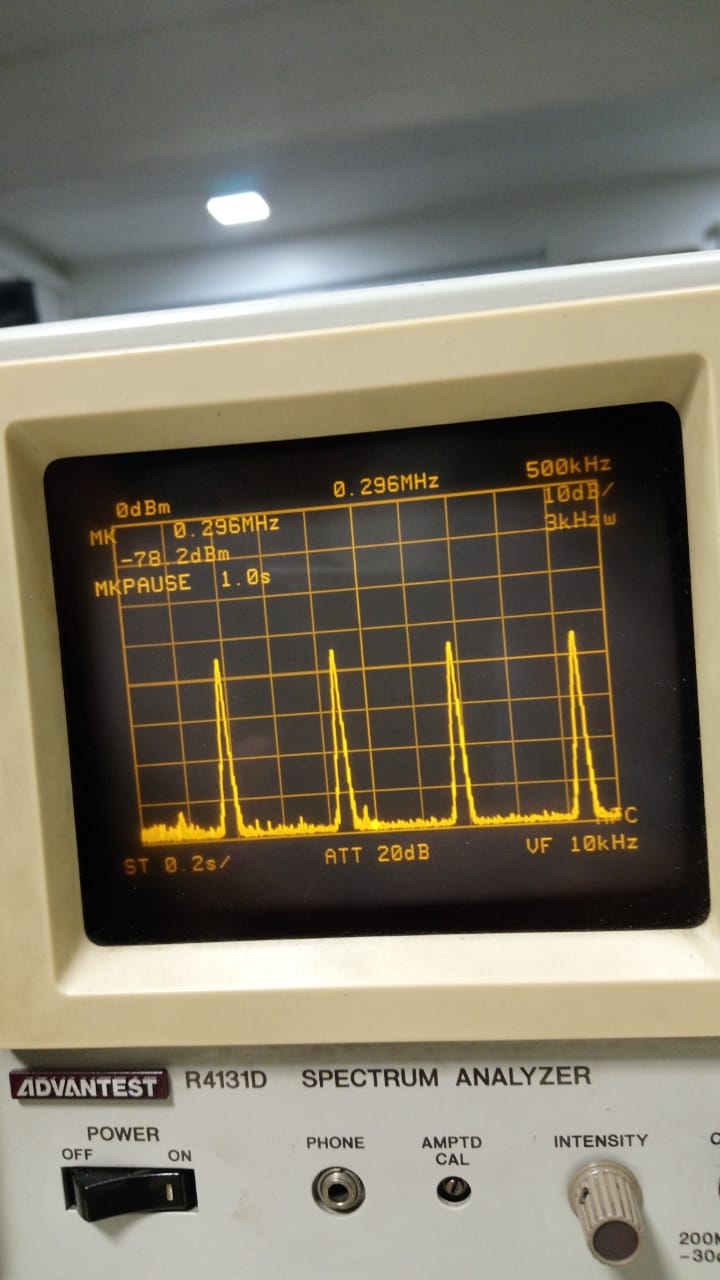 0dBm 0.296MHz 500kHz
MK 0.296MHz 10dB/
-78.2dBm 3kHz w
MKPAUSE 1.0s
ST 0.2s/ ATT 20dB VF 10kHz
ADVANTEST R4131D SPECTRUM ANALYZER
POWER
OFF ON
PHONE
AMPTD
CAL
INTENSITY